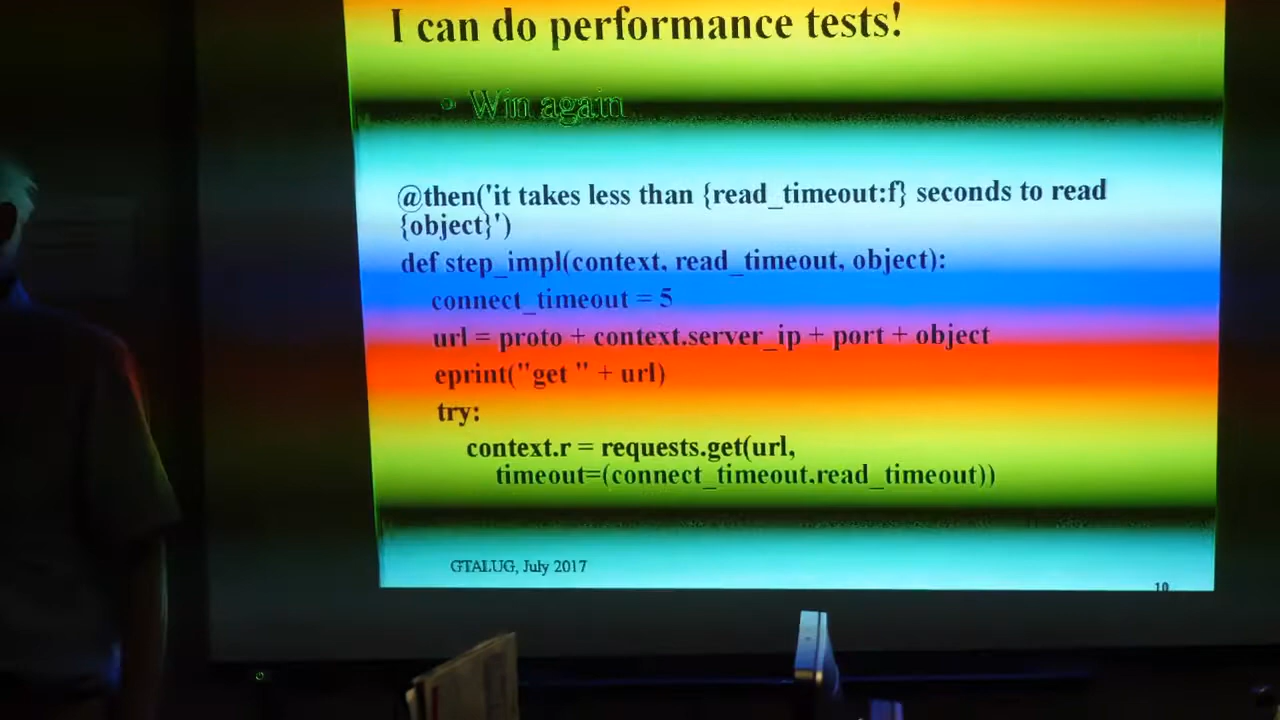 I can do performance tests!
• Win again
@then('it takes less than {read_timeout:f} seconds to read
{object}')
def step_impl(context, read_timeout, object):
connect_timeout = 5
url = proto + context.server_ip + port + object
eprint("get " + url)
try:
context.r = requests.get(url,
timeout=(connect_timeout,read_timeout))
GTALUG, July 2017
10